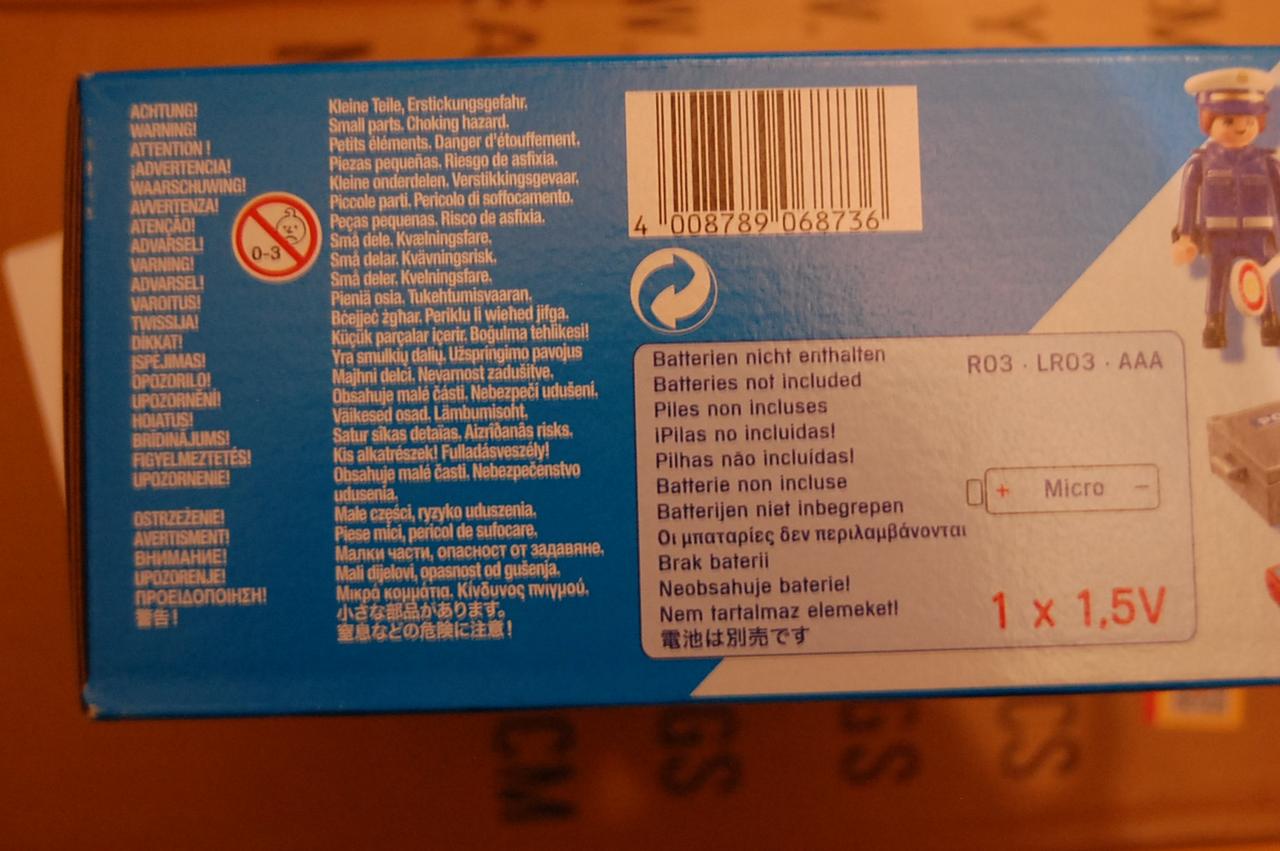 ACHTUNG!
WARNING!
ATTENTION !
¡ADVERTENCIA!
WAARSCHUWING!
AVVERTENZA!
ATENÇÃO!
ADVARSEL!
VARNING!
ADVARSEL!
VAROITUS!
TWISSIJA!
DİKKAT!
ĮSPĖJIMAS!
OPOZORILO!
UPOZORNĚNÍ!
HOIATUS!
BRĪDINĀJUMS!
FIGYELMEZTETÉS!
UPOZORNENIE!
OSTRZEŻENIE!
AVERTISMENT!
ВНИМАНИЕ!
UPOZORENJE!
ΠΡΟΕΙΔΟΠΟΙΗΣΗ!
警告!
0-3
Kleine Teile, Erstickungsgefahr.
Small parts. Choking hazard.
Petits éléments. Danger d'étouffement.
Piezas pequeñas. Riesgo de asfixia.
Kleine onderdelen. Verstikkingsgevaar.
Piccole parti. Pericolo di soffocamento.
Peças pequenas. Risco de asfixia.
Små dele. Kvælningsfare.
Små delar. Kvävningsrisk.
Små deler. Kvelningsfare.
Pieniä osia. Tukehtumisvaaran.
Bċejjeċ żgħar. Periklu li wieħed jifga.
Küçük parçalar içerir. Boğulma tehlikesi!
Yra smulkių dalių. Užspringimo pavojus
Majhni delci. Nevarnost zadušitve.
Obsahuje malé části. Nebezpečí udušení.
Väikesed osad. Lämbumisoht.
Satur sīkas detaļas. Aizrīšanās risks.
Kis alkatrészek! Fulladásveszély!
Obsahuje malé časti. Nebezpečenstvo
udusenia.
Małe części, ryzyko uduszenia.
Piese mici, pericol de sufocare.
Малки части, опасност от задавяне.
Mali dijelovi, opasnost od gušenja.
Μικρά κομμάτια. Κίνδυνος πνιγμού.
小さな部品があります。
窒息などの危険に注意!
4 008789 068736
Batterien nicht enthalten
Batteries not included
Piles non incluses
¡Pilas no incluidas!
Pilhas não incluídas!
Batterie non incluse
Batterijen niet inbegrepen
Οι μπαταρίες δεν περιλαμβάνονται
Brak baterii
Neobsahuje baterie!
Nem tartalmaz elemeket!
電池は別売です
R03 · LR03 · AAA
+ Micro −
1 x 1,5V
CM
GS
GS
CS